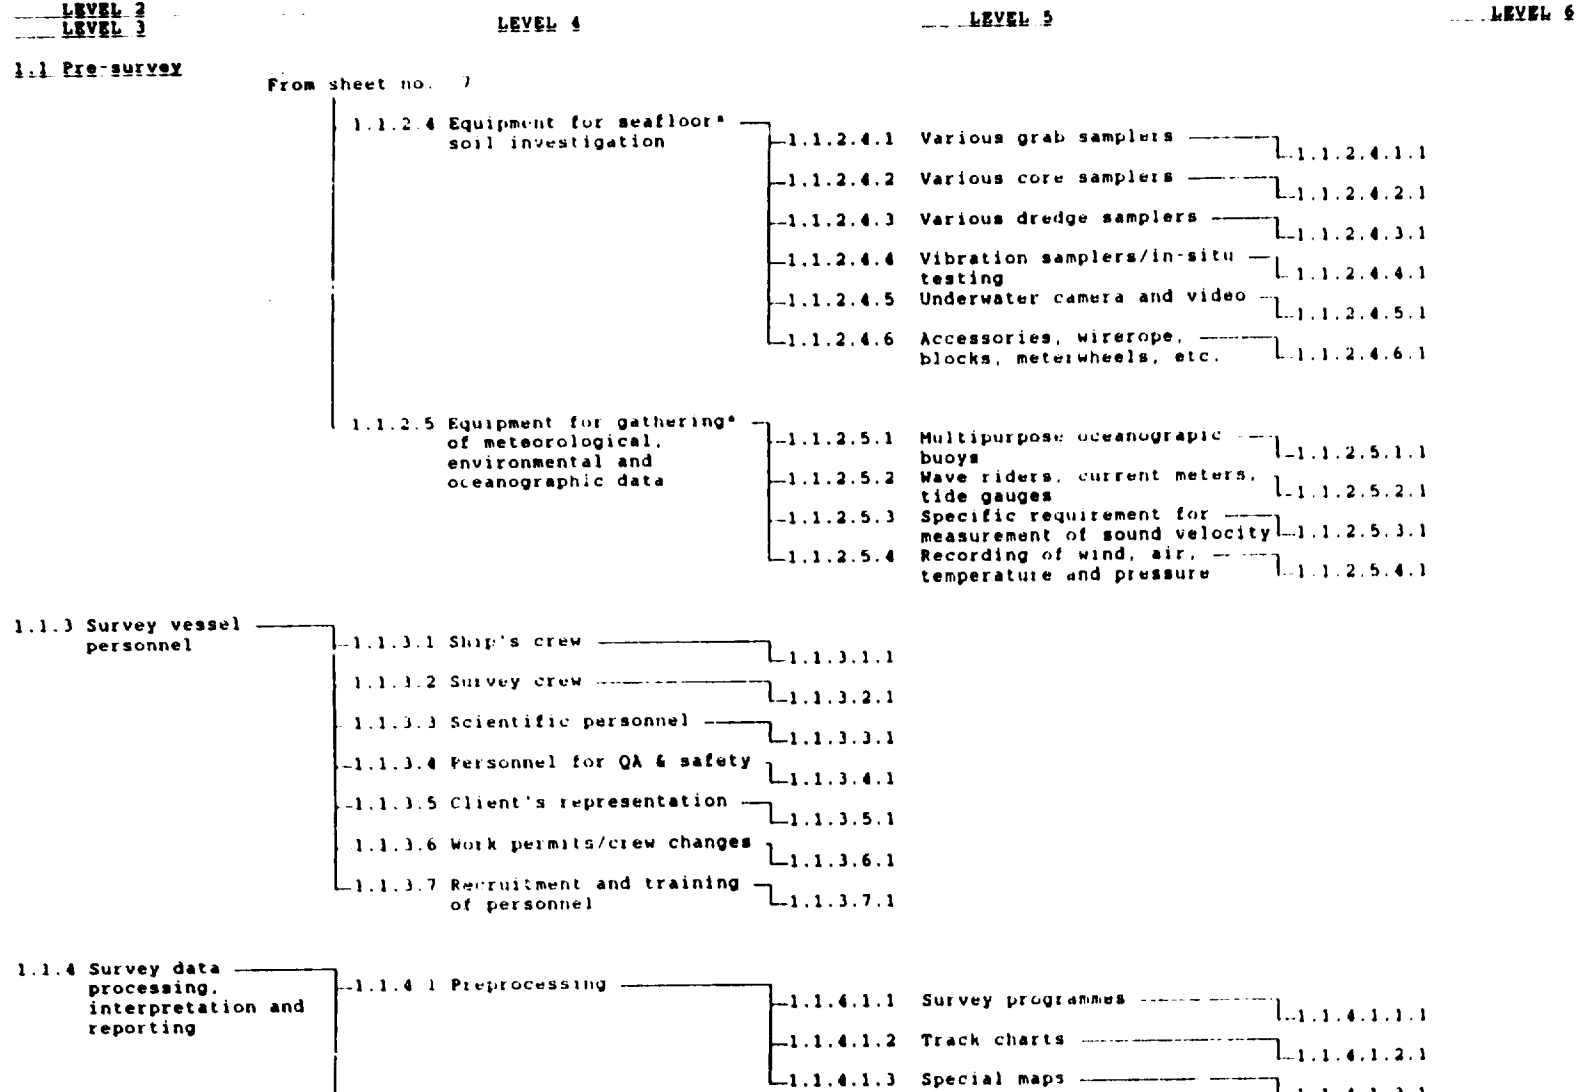 LEVEL 2
LEVEL 3
LEVEL 4
LEVEL 5
LEVEL 6
1.1 Pre-survey
From sheet no.
1.1.2.4 Equipment for seafloor*
soil investigation
1.1.2.4.1 Various grab samplers
1.1.2.4.1.1
1.1.2.4.2 Various core samplers
1.1.2.4.2.1
1.1.2.4.3 Various dredge samplers
1.1.2.4.3.1
1.1.2.4.4 Vibration samplers/in-situ
testing
1.1.2.4.4.1
1.1.2.4.5 Underwater camera and video
1.1.2.4.5.1
1.1.2.4.6 Accessories, wirerope,
blocks, meterwheels, etc.
1.1.2.4.6.1
1.1.2.5 Equipment for gathering*
of meteorological,
environmental and
oceanographic data
1.1.2.5.1 Multipurpose oceanograpic
buoys
1.1.2.5.1.1
1.1.2.5.2 Wave riders, current meters,
tide gauges
1.1.2.5.2.1
1.1.2.5.3 Specific requirement for
measurement of sound velocity
1.1.2.5.3.1
1.1.2.5.4 Recording of wind, air,
temperature and pressure
1.1.2.5.4.1
1.1.3 Survey vessel
personnel
1.1.3.1 Ship's crew
1.1.3.1.1
1.1.3.2 Survey crew
1.1.3.2.1
1.1.3.3 Scientific personnel
1.1.3.3.1
1.1.3.4 Personnel for QA & safety
1.1.3.4.1
1.1.3.5 Client's representation
1.1.3.5.1
1.1.3.6 Work permits/crew changes
1.1.3.6.1
1.1.3.7 Recruitment and training
of personnel
1.1.3.7.1
1.1.4 Survey data
processing,
interpretation and
reporting
1.1.4 1 Preprocessing
1.1.4.1.1 Survey programmes
1.1.4.1.1.1
1.1.4.1.2 Track charts
1.1.4.1.2.1
1.1.4.1.3 Special maps